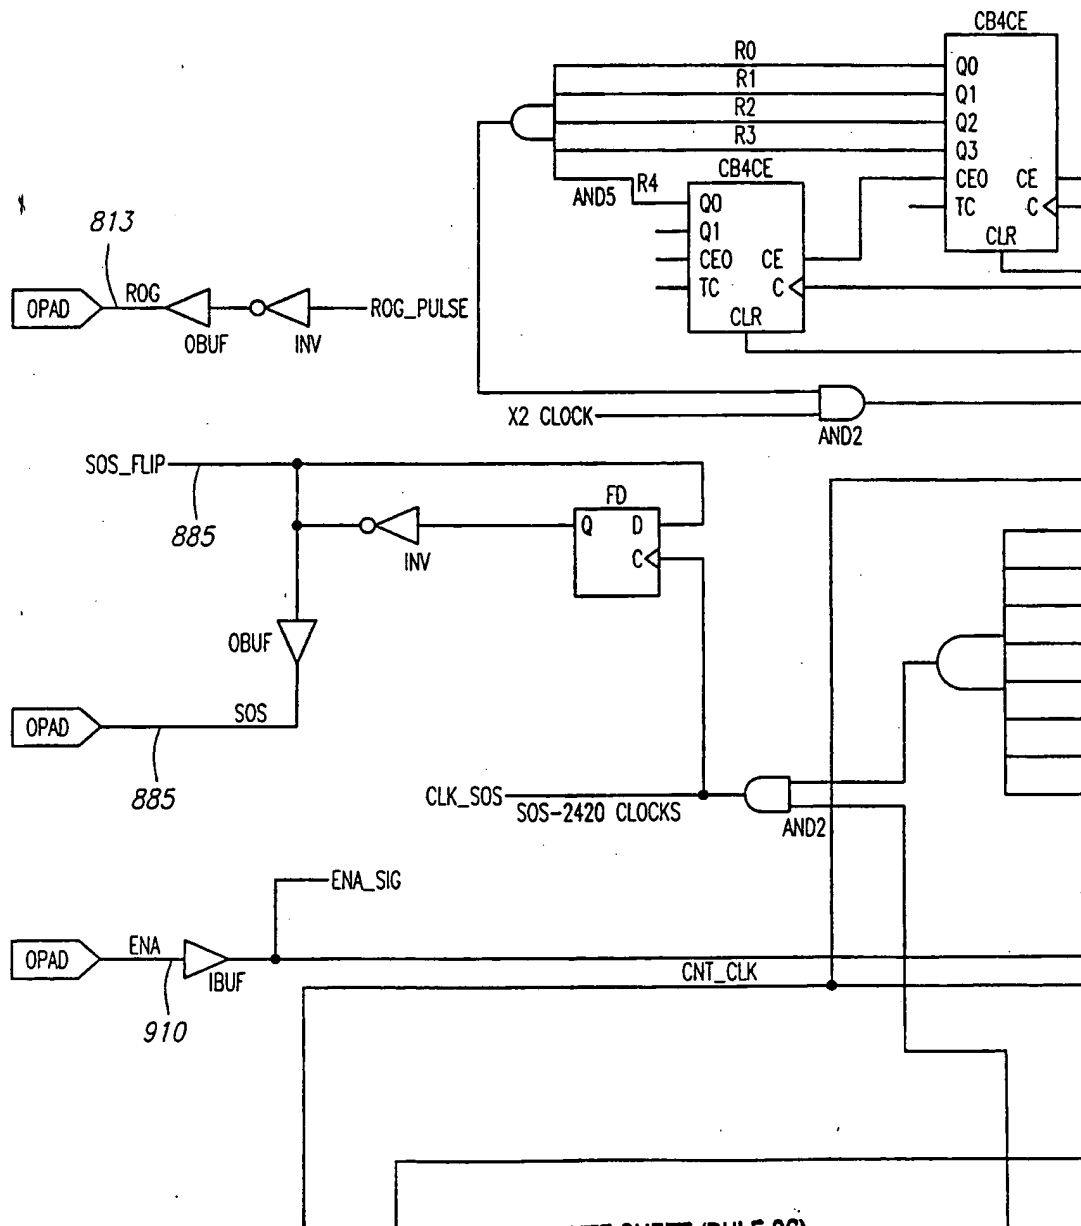 CB4CE
R0
Q0
R1
Q1
R2
Q2
R3
Q3
CEO CE
TC C
CLR
CB4CE
AND5
R4
Q0
Q1
CEO CE
TC C
CLR
813
OPAD
ROG
OBUF
INV
ROG_PULSE
X2 CLOCK
AND2
SOS_FLIP
885
FD
Q D
C
INV
OBUF
OPAD
SOS
885
CLK_SOS
SOS-2420 CLOCKS
AND2
ENA_SIG
OPAD
ENA
IBUF
910
CNT_CLK